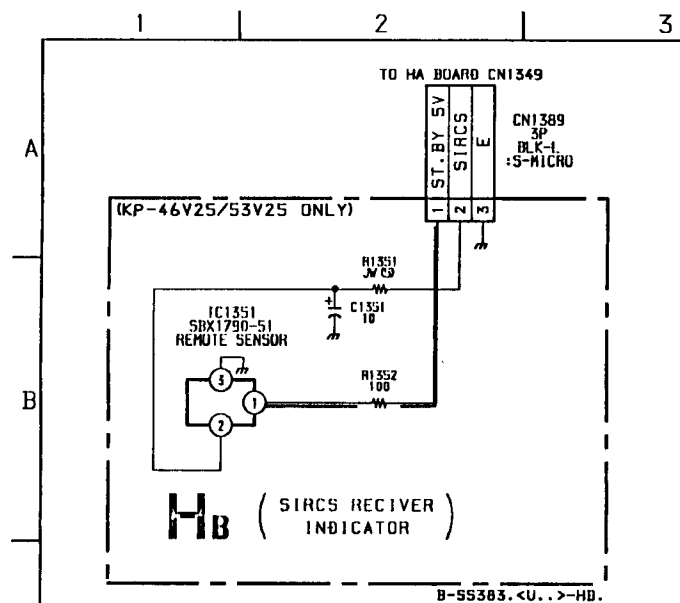 1 2 3
TO HA BOARD CN1349
A
ST.BY 5V
SIRCS
E
CN1389
3P
BLK-L
:S-MICRO
1 2 3
(KP-46V25/53V25 ONLY)
R1351
JW
+
C1351
10
IC1351
SBX1790-51
REMOTE SENSOR
B
3
1
2
R1352
100
HB
( SIRCS RECIVER
INDICATOR )
B-SS383.<U..>-HD.